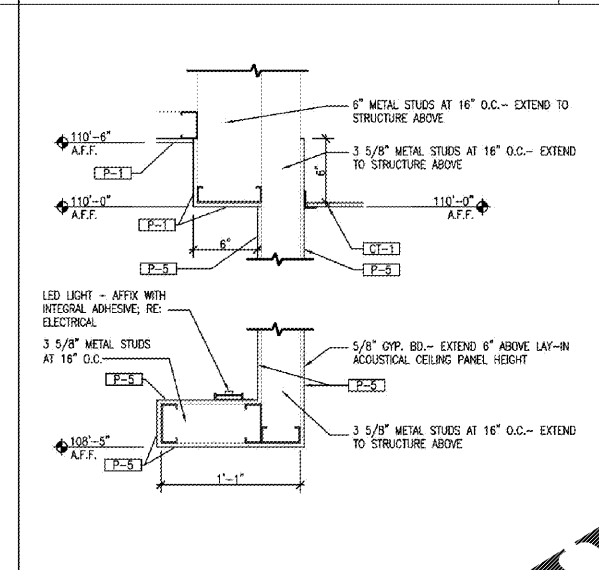 6" METAL STUDS AT 16" O.C.- EXTEND TO
STRUCTURE ABOVE
110'-6"
A.F.F.
3 5/8" METAL STUDS AT 16" O.C.- EXTEND
TO STRUCTURE ABOVE
P-1
6"
110'-0"
A.F.F.
110'-0"
A.F.F.
P-1
6"
CT-1
P-5
P-5
LED LIGHT - AFFIX WITH
INTEGRAL ADHESIVE; RE:
ELECTRICAL
3 5/8" METAL STUDS
AT 16" O.C.
5/8" GYP. BD.- EXTEND 6" ABOVE LAY-IN
ACOUSTICAL CEILING PANEL HEIGHT
P-5
P-5
3 5/8" METAL STUDS AT 16" O.C.- EXTEND
TO STRUCTURE ABOVE
108'-5"
A.F.F.
P-5
1'-1"